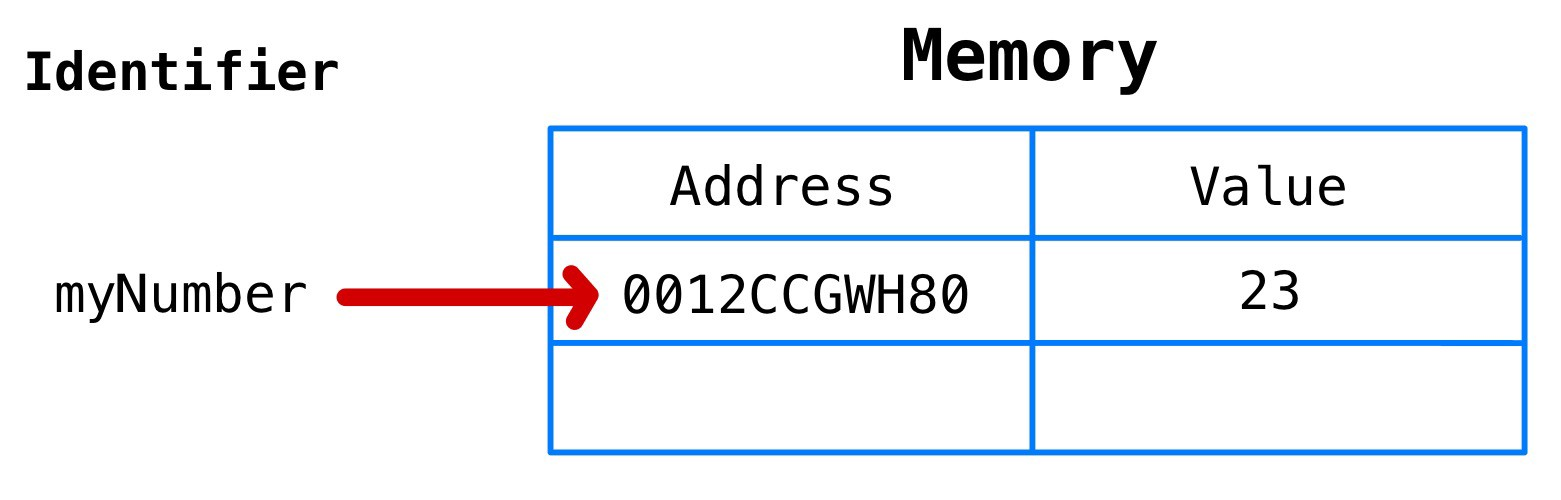 Identifier
Memory
Address
Value
myNumber
0012CCGWH80
23